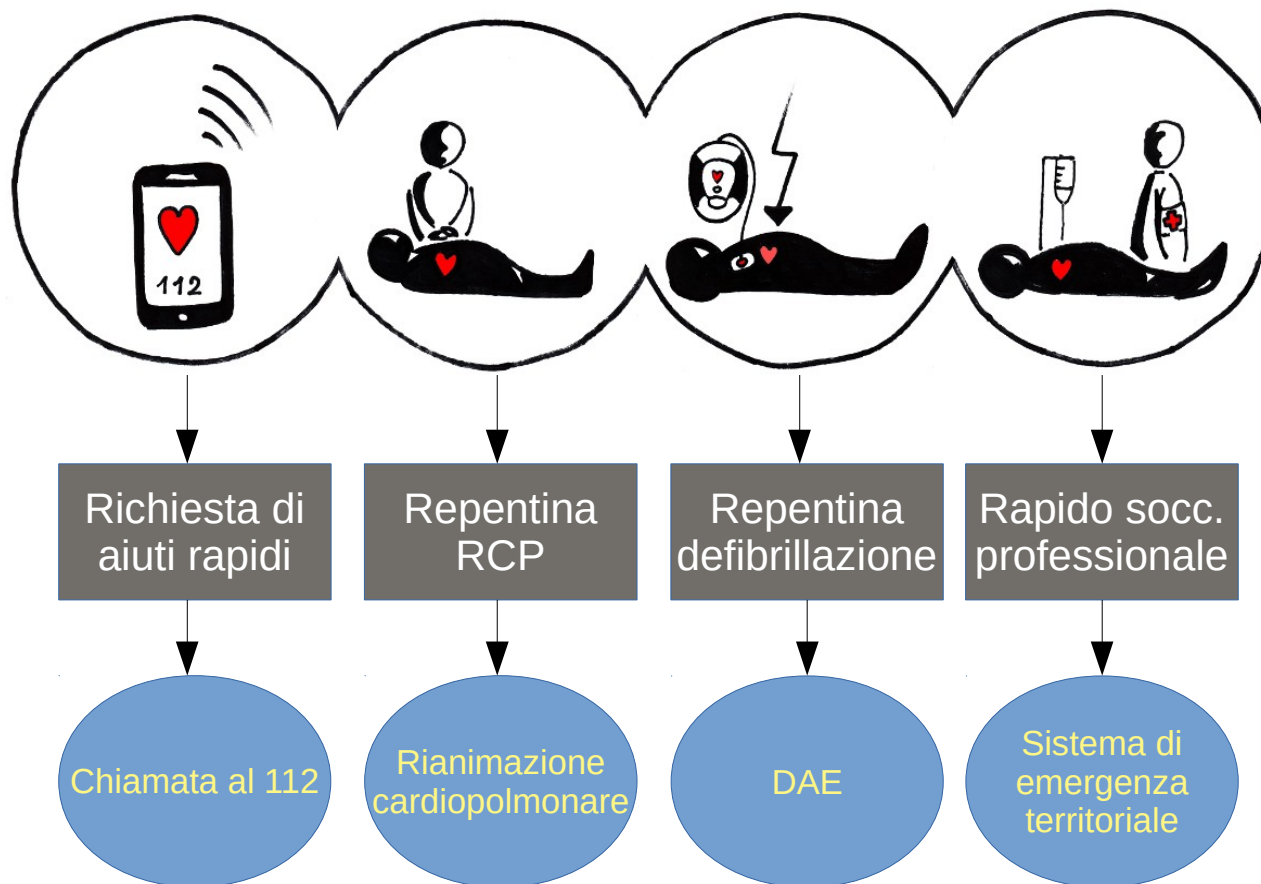 112
Richiesta di
aiuti rapidi
Repentina
RCP
Repentina
defibrillazione
Rapido socc.
professionale
Chiamata al 112
Rianimazione
cardiopolmonare
DAE
Sistema di
emergenza
territoriale